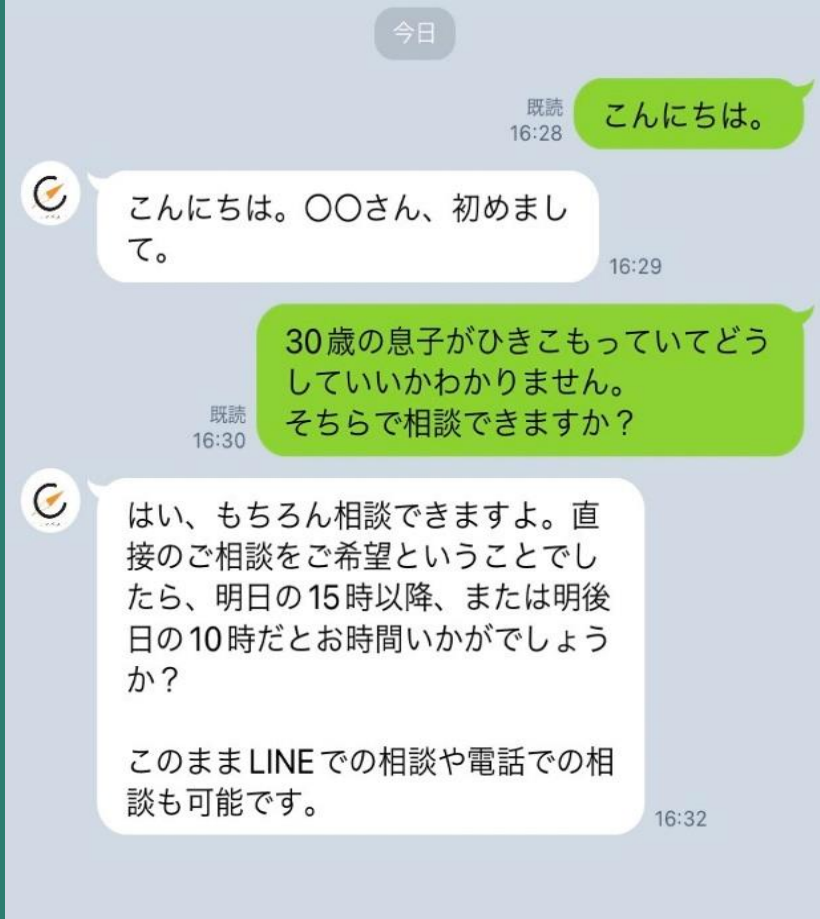 今日
既読
16:28
こんにちは。
こんにちは。〇〇さん、初めまし
て。
16:29
30歳の息子がひきこもっていてどう
していいかわかりません。
そちらで相談できますか？
既読
16:30
はい、もちろん相談できますよ。直
接のご相談をご希望ということでし
たら、明日の15時以降、または明後
日の10時だとお時間いかがでしょう
か？
このままLINEでの相談や電話での相
談も可能です。
16:32